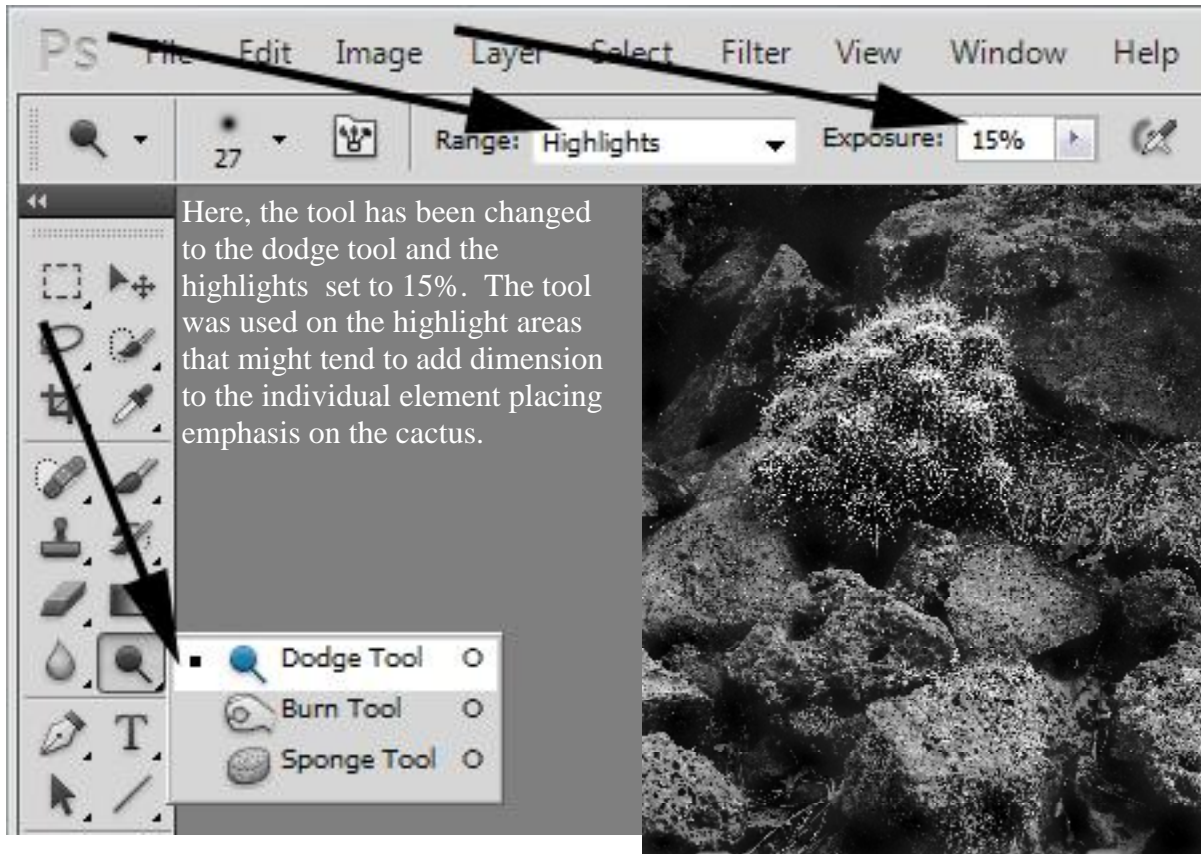 Ps File Edit Image Layer Select Filter View Window Help
27 Range: Highlights Exposure: 15%
Here, the tool has been changed
to the dodge tool and the
highlights set to 15%. The tool
was used on the highlight areas
that might tend to add dimension
to the individual element placing
emphasis on the cactus.
Dodge Tool O
Burn Tool O
Sponge Tool O
T